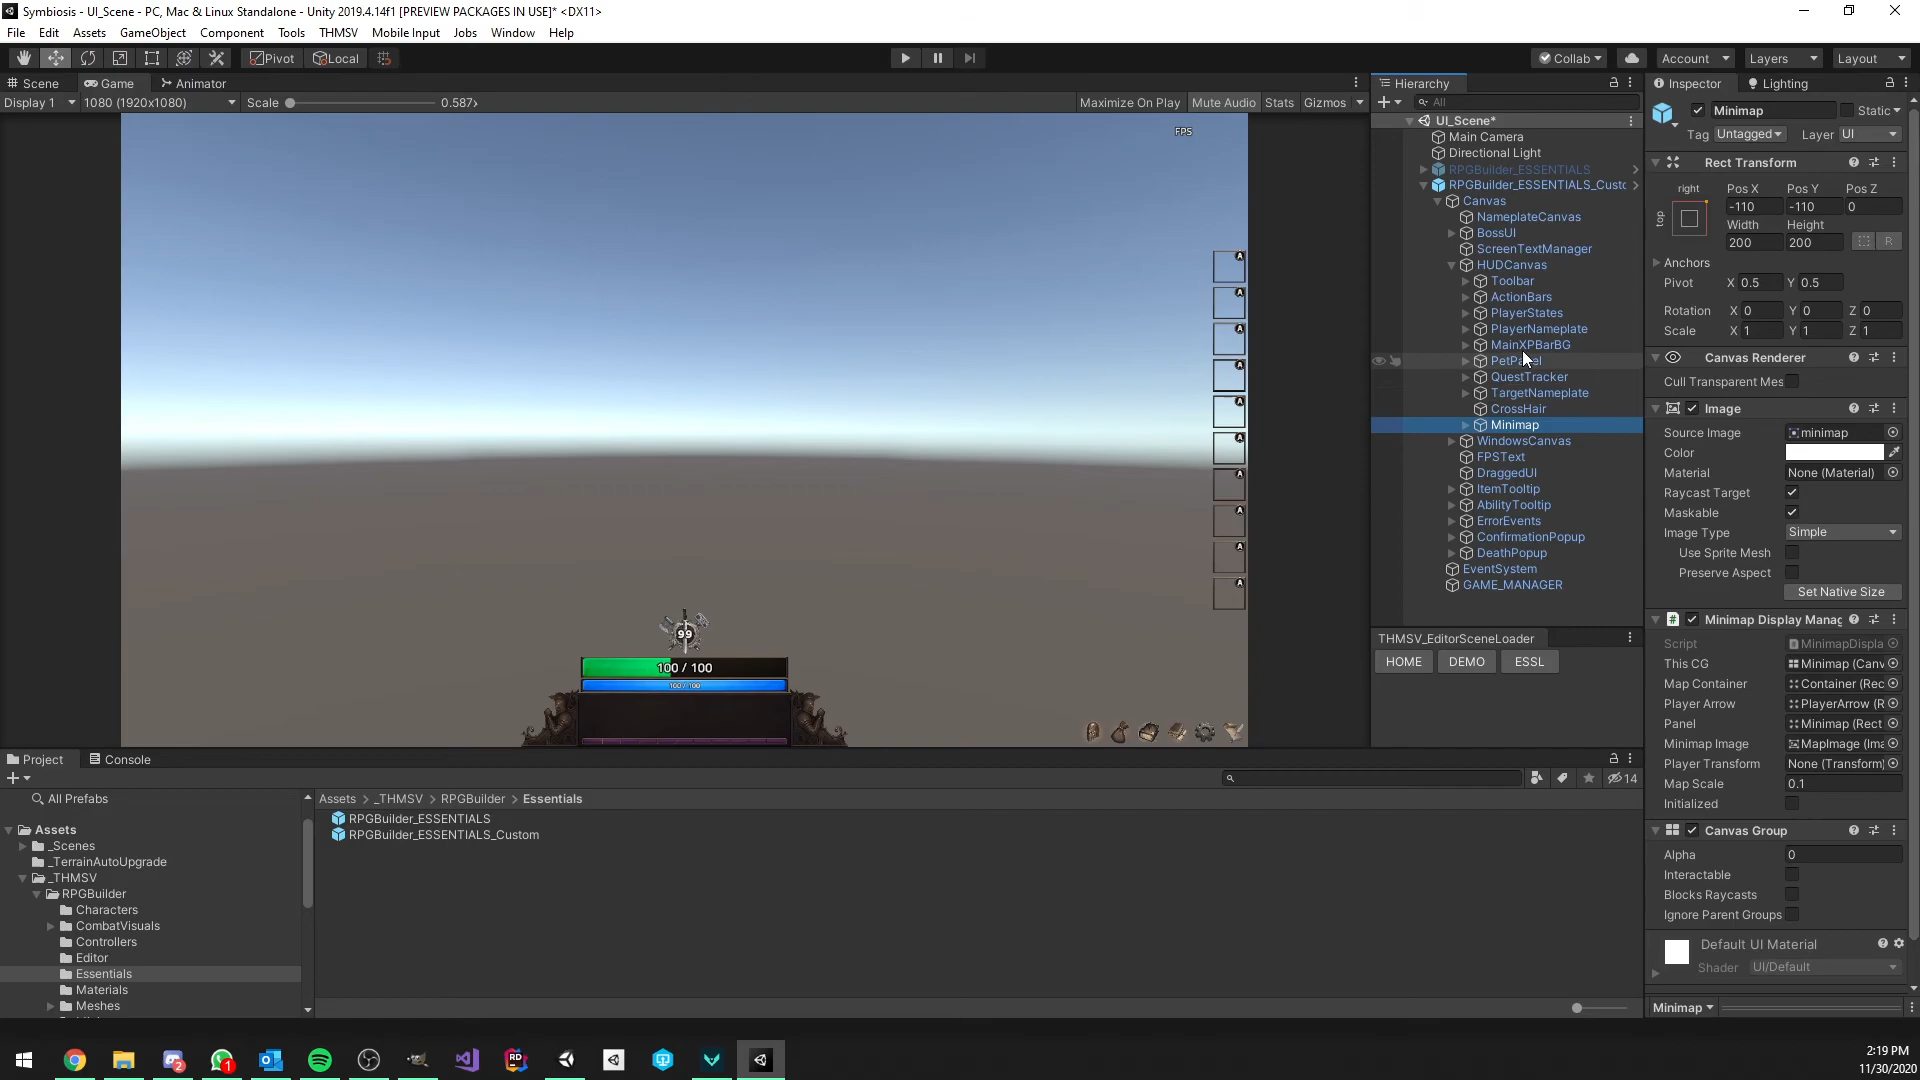 Symbiosis - UI_Scene - PC, Mac & Linux Standalone - Unity 2019.4.14f1 [PREVIEW PACKAGES IN USE]* <DX11>
File Edit Assets GameObject Component Tools THMSV Mobile Input Jobs Window Help
Pivot Local Collab Account Layers Layout
Scene Game Animator Hierarchy Inspector Lighting
Display 1 1080 (1920x1080) Scale 0.587x Maximize On Play Mute Audio Stats Gizmos All
Minimap Static
Tag Untagged Layer UI
UI_Scene*
Main Camera
Directional Light
RPGBuilder_ESSENTIALS
RPGBuilder_ESSENTIALS_Custo
Canvas
NameplateCanvas
BossUI
ScreenTextManager
HUDCanvas
Toolbar
ActionBars
PlayerStates
PlayerNameplate
MainXPBarBG
QuestTracker
TargetNameplate
CrossHair
Minimap
WindowsCanvas
FPSText
DraggedUI
ItemTooltip
AbilityTooltip
ErrorEvents
ConfirmationPopup
DeathPopup
EventSystem
GAME_MANAGER
THMSV_EditorSceneLoader
HOME DEMO ESSL
FPS
A
A
A
A
A
A
A
A
A
A
99
100 / 100
100 / 100
Rect Transform
right Pos X Pos Y Pos Z
top -110 -110 0
Width Height
200 200 R
Anchors
Pivot X 0.5 Y 0.5
Rotation X 0 Y 0 Z 0
Scale X 1 Y 1 Z 1
Canvas Renderer
Cull Transparent Mes
Image
Source Image minimap
Color
Material None (Material)
Raycast Target
Maskable
Image Type Simple
Use Sprite Mesh
Preserve Aspect
Set Native Size
Minimap Display Manag
Script MinimapDispla
This CG Minimap (Canv
Map Container Container (Rec
Player Arrow PlayerArrow (R
Panel Minimap (Rect
Minimap Image MapImage (Ima
Player Transform None (Transform)
Map Scale 0.1
Initialized
Canvas Group
Alpha 0
Interactable
Blocks Raycasts
Ignore Parent Groups
Default UI Material
Shader UI/Default
Minimap
Project Console
14
All Prefabs
Assets > _THMSV > RPGBuilder > Essentials
Assets
_Scenes
_TerrainAutoUpgrade
_THMSV
RPGBuilder
Characters
CombatVisuals
Controllers
Editor
Essentials
Materials
Meshes
RPGBuilder_ESSENTIALS
RPGBuilder_ESSENTIALS_Custom
2
1
RD
2:19 PM
11/30/2020